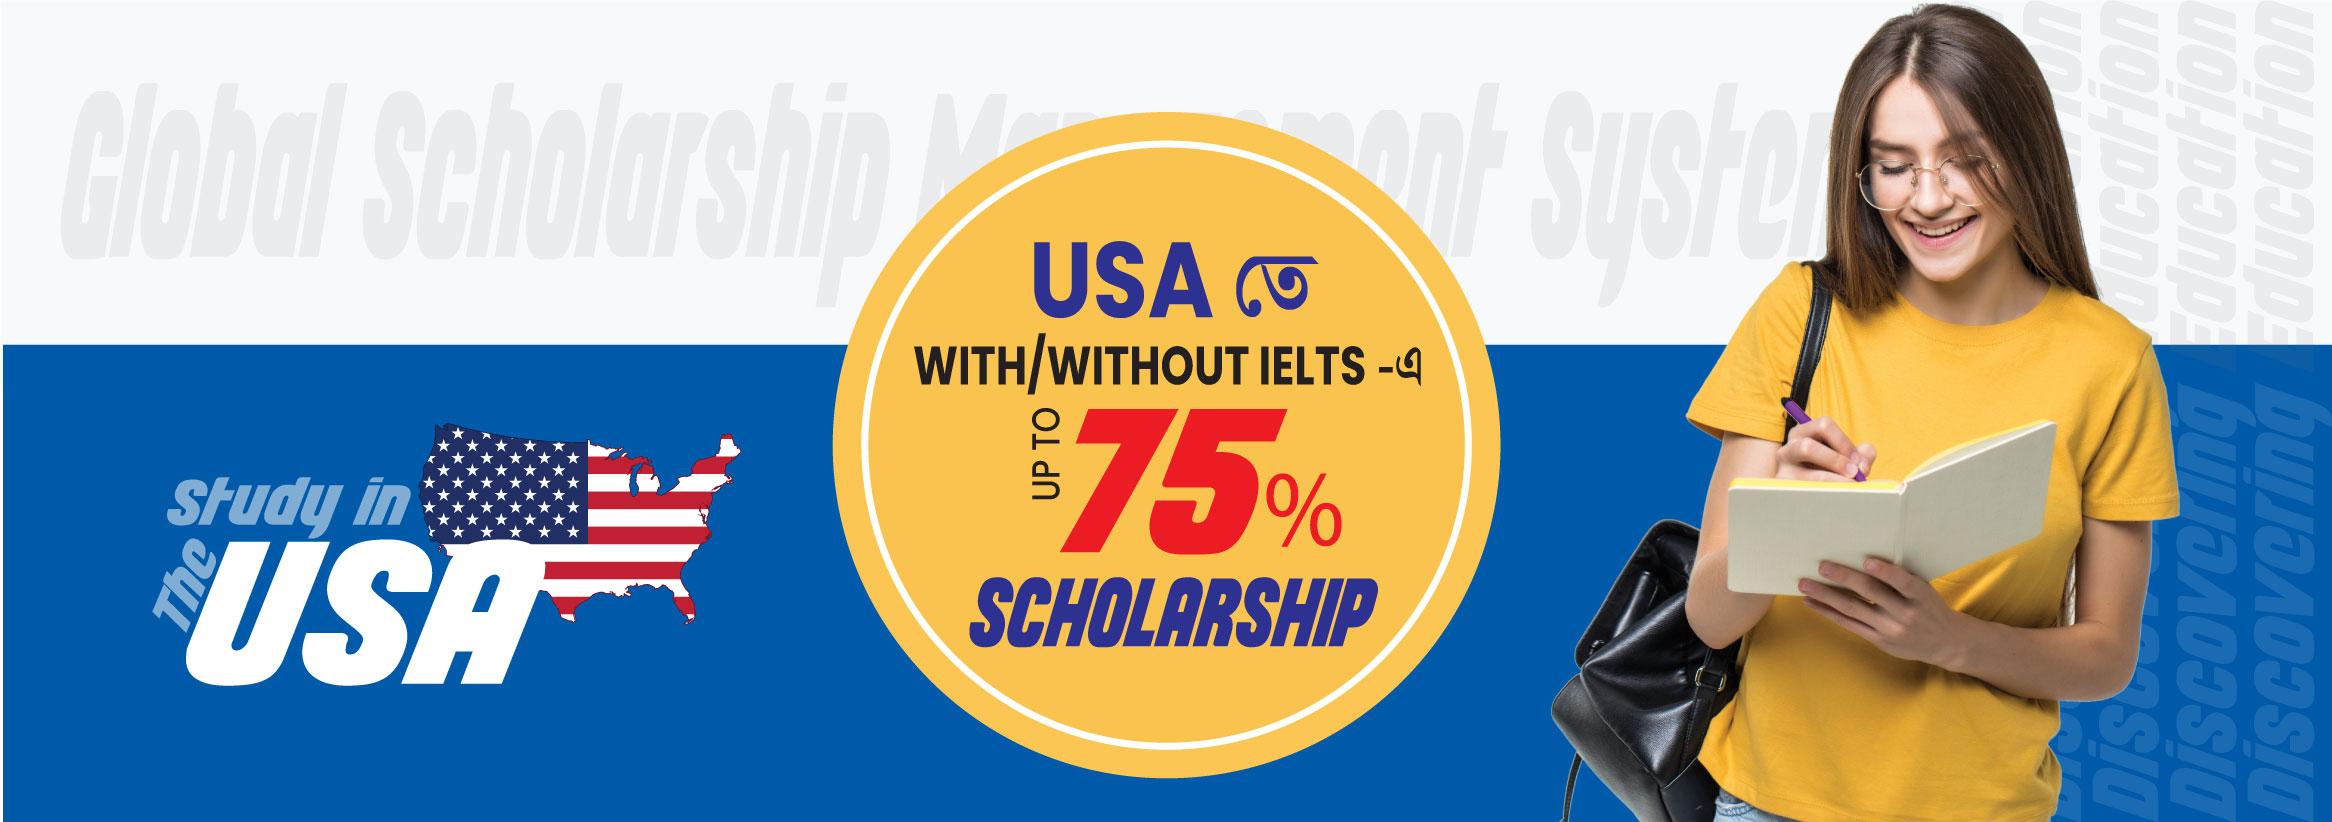 Global Scholarship Management System
USA তে
WITH/WITHOUT IELTS -এ
UP TO
75%
SCHOLARSHIP
Study in
The
USA
Discovering Education
Discovering Education
Discovering Education